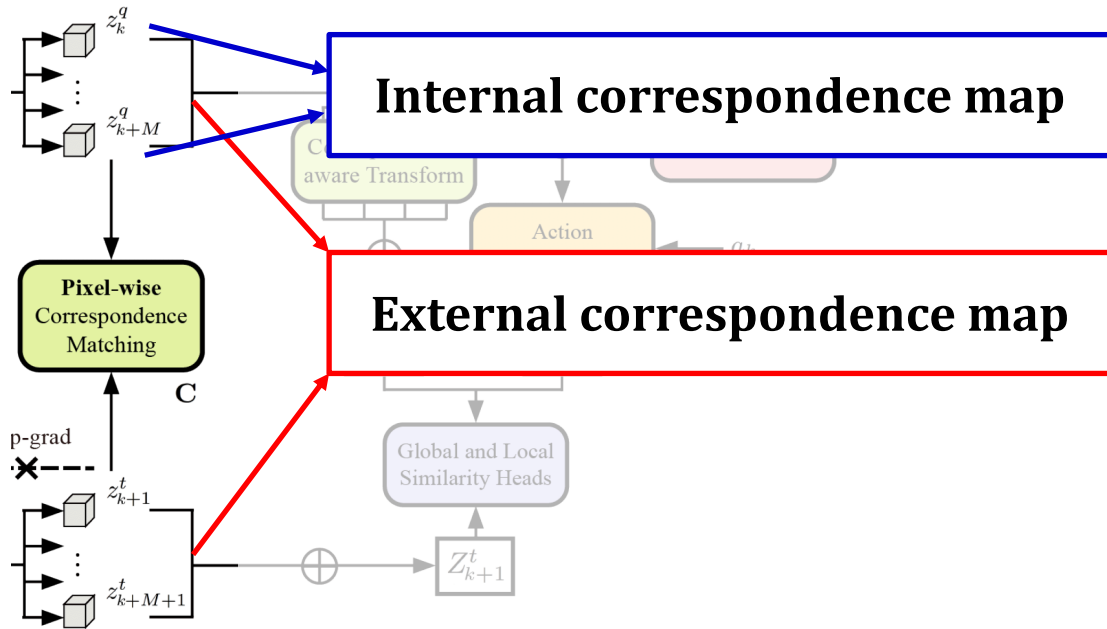 z_k^q
⋮
z_{k+M}^q
Internal correspondence map
aware Transform
Action
Pixel-wise
Correspondence
Matching
C
External correspondence map
p-grad
z_{k+1}^t
⋮
z_{k+M+1}^t
Global and Local
Similarity Heads
Z_{k+1}^t